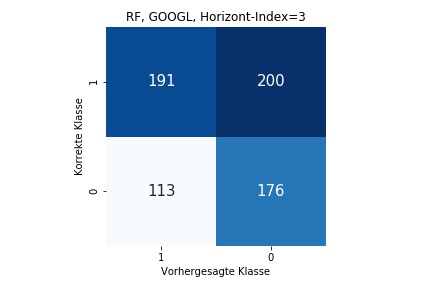 RF, GOOGL, Horizont-Index=3
Korrekte Klasse
1
191
200
0
113
176
1
0
Vorhergesagte Klasse